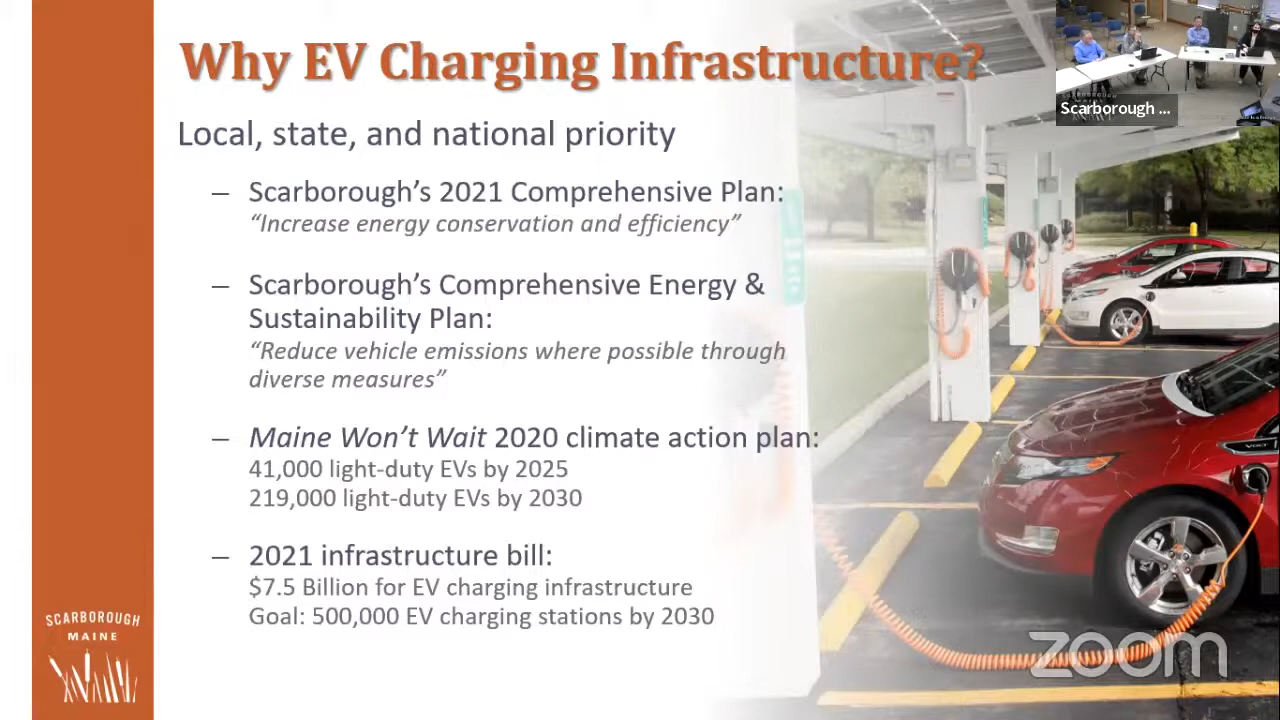 Why EV Charging Infrastructure?
Local, state, and national priority
– Scarborough's 2021 Comprehensive Plan:
“Increase energy conservation and efficiency”
– Scarborough's Comprehensive Energy &
Sustainability Plan:
“Reduce vehicle emissions where possible through
diverse measures”
– Maine Won't Wait 2020 climate action plan:
41,000 light-duty EVs by 2025
219,000 light-duty EVs by 2030
– 2021 infrastructure bill:
$7.5 Billion for EV charging infrastructure
Goal: 500,000 EV charging stations by 2030
SCARBOROUGH
MAINE
Scarborough ...
VOLT
zoom